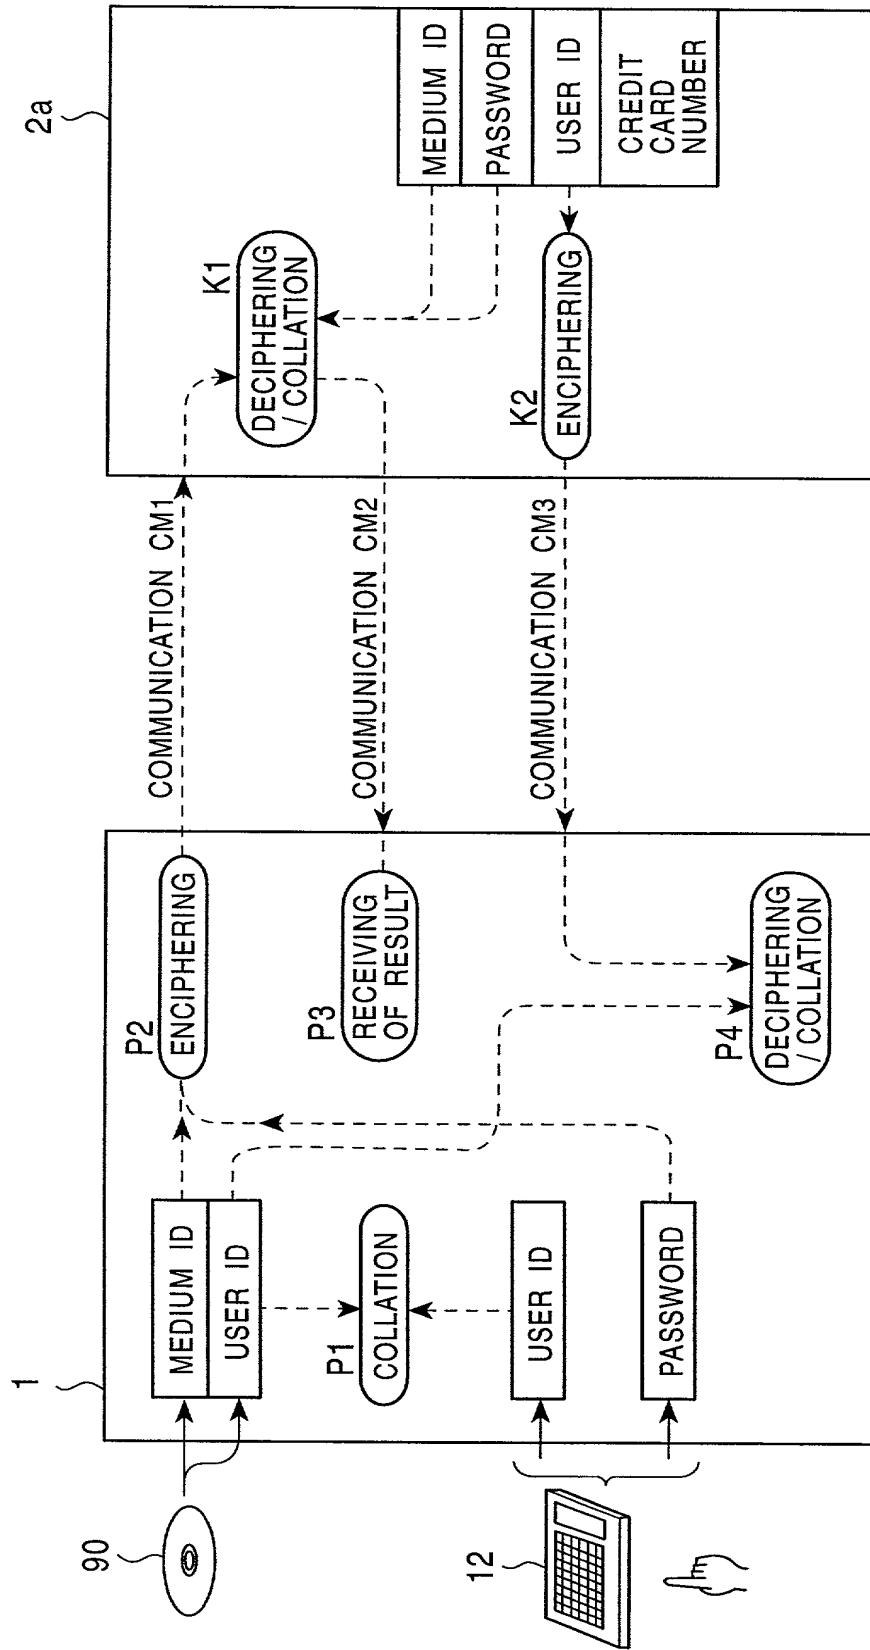 1
2a
90
MEDIUM ID
USER ID
P1
COLLATION
12
USER ID
PASSWORD
P2
ENCIPHERING
P3
RECEIVING
OF RESULT
P4
DECIPHERING
/ COLLATION
COMMUNICATION CM1
COMMUNICATION CM2
COMMUNICATION CM3
K1
DECIPHERING
/ COLLATION
K2
ENCIPHERING
MEDIUM ID
PASSWORD
USER ID
CREDIT
CARD
NUMBER